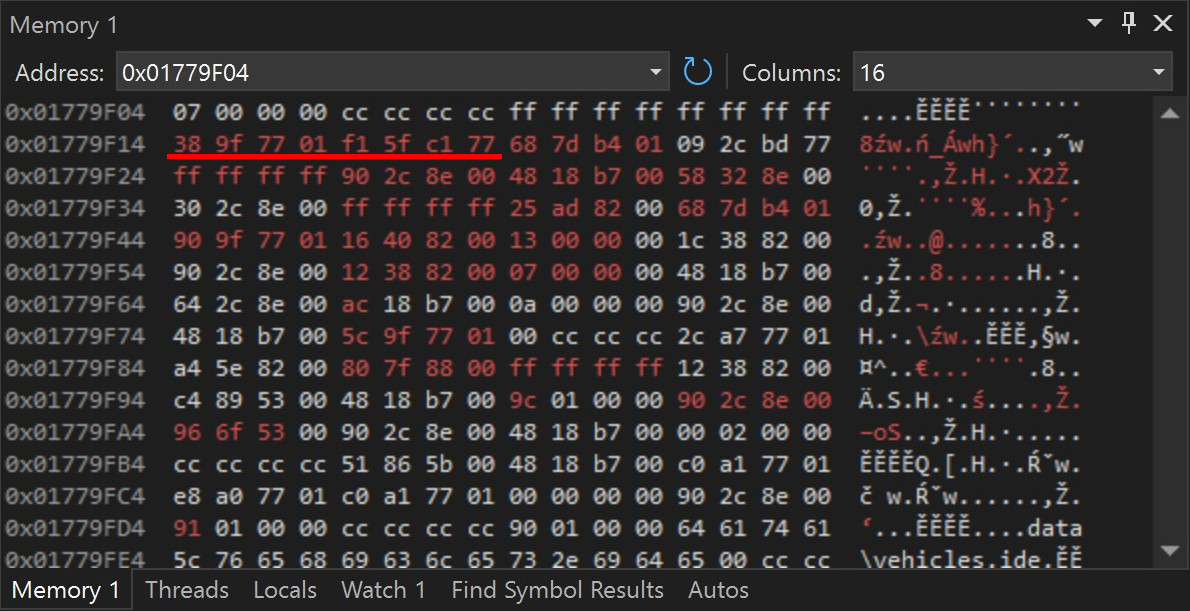 Memory 1
Address: 0x01779F04 Columns: 16
0x01779F04 07 00 00 00 cc cc cc cc ff ff ff ff ff ff ff ff ....ĚĚĚĚ˙˙˙˙˙˙˙˙
0x01779F14 38 9f 77 01 f1 5f c1 77 68 7d b4 01 09 2c bd 77 8źw.ń_Áwh}´..,˝w
0x01779F24 ff ff ff ff 90 2c 8e 00 48 18 b7 00 58 32 8e 00 ˙˙˙˙.,Ž.H.·.X2Ž.
0x01779F34 30 2c 8e 00 ff ff ff ff 25 ad 82 00 68 7d b4 01 0,Ž.˙˙˙˙%...h}´.
0x01779F44 90 9f 77 01 16 40 82 00 13 00 00 00 00 1c 38 82 00 .źw..@........8..
0x01779F54 90 2c 8e 00 12 38 82 00 07 00 00 00 00 48 18 b7 00 .,Ž..8......H.·.
0x01779F64 64 2c 8e 00 ac 18 b7 00 0a 00 00 00 90 2c 8e 00 d,Ž.¬.·......,Ž.
0x01779F74 48 18 b7 00 5c 9f 77 01 00 cc cc cc 2c a7 77 01 H.·.\źw..ĚĚĚ,§w.
0x01779F84 a4 5e 82 00 80 7f 88 00 ff ff ff ff 12 38 82 00 ¤^..€...˙˙˙˙.8..
0x01779F94 c4 89 53 00 48 18 b7 00 9c 01 00 00 90 2c 8e 00 Ä.S.H.·.ś....,Ž.
0x01779FA4 96 6f 53 00 90 2c 8e 00 48 18 b7 00 00 02 00 00 –oS..,Ž.H.·.....
0x01779FB4 cc cc cc cc 51 86 5b 00 48 18 b7 00 c0 a1 77 01 ĚĚĚĚQ.[.H.·.Ŕˇw.
0x01779FC4 e8 a0 77 01 c0 a1 77 01 00 00 00 00 90 2c 8e 00 č w.Ŕˇw......,Ž.
0x01779FD4 91 01 00 00 cc cc cc cc 90 01 00 00 64 61 74 61 ‘...ĚĚĚĚ....data
0x01779FE4 5c 76 65 68 69 63 6c 65 73 2e 69 64 65 00 cc cc \vehicles.ide.ĚĚ
Memory 1 Threads Locals Watch 1 Find Symbol Results Autos